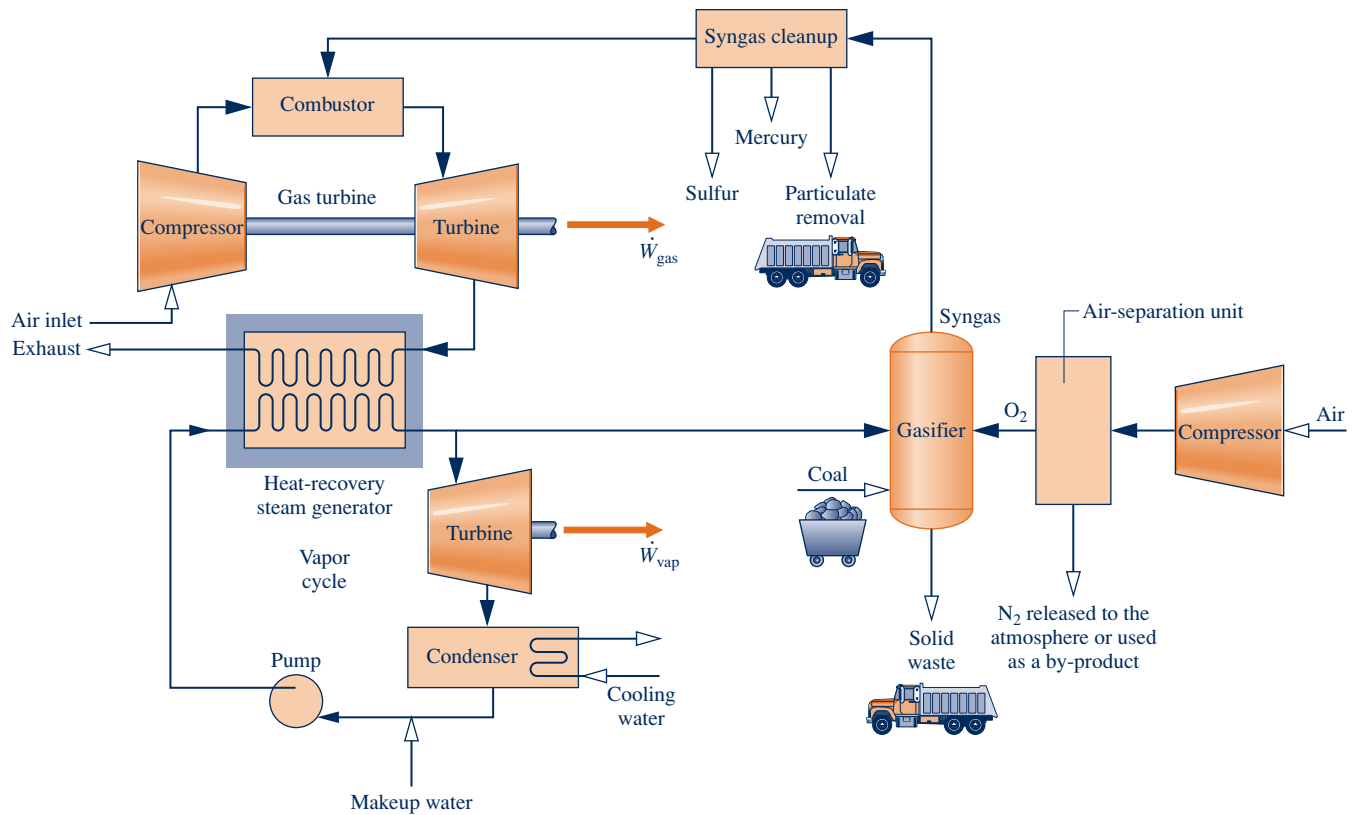 Syngas cleanup
Combustor
Mercury
Sulfur
Particulate
removal
Gas turbine
Compressor
Turbine
Ẇgas
Air inlet
Exhaust
Syngas
Air-separation unit
O₂
Air
Gasifier
Compressor
Coal
Heat-recovery
steam generator
Turbine
Ẇvap
Vapor
cycle
N₂ released to the
atmosphere or used
as a by-product
Solid
waste
Condenser
Pump
Cooling
water
Makeup water